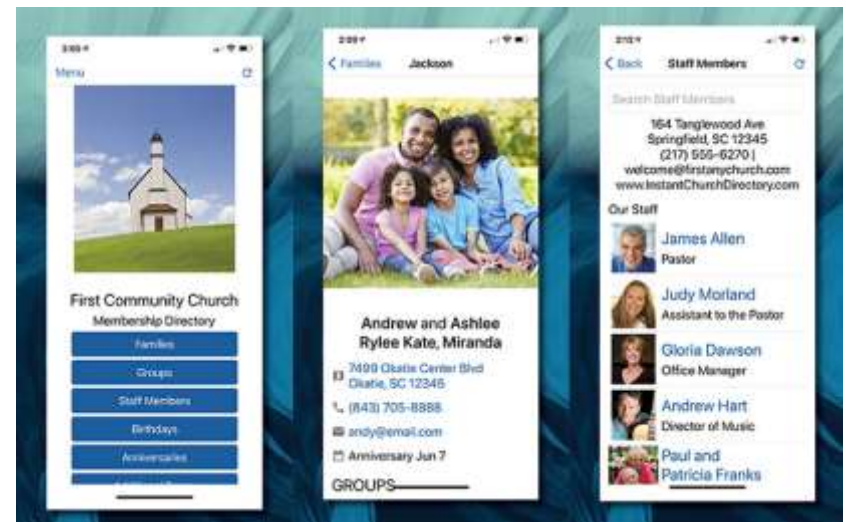 Menu
First Community Church
Membership Directory
Families
Groups
Staff Members
Birthdays
Anniversaries
Families
Jackson
Andrew and Ashlee
Rylee Kate, Miranda
7499 Okatie Center Blvd
Okatie, SC 12345
(843) 705-8888
andy@email.com
Anniversary Jun 7
GROUPS
Back
Staff Members
Search Staff Members
164 Tanglewood Ave
Springfield, SC 12345
(217) 555-6270 |
welcome@firstanychurch.com
www.InstantChurchDirectory.com
Our Staff
James Allen
Pastor
Judy Morland
Assistant to the Pastor
Gloria Dawson
Office Manager
Andrew Hart
Director of Music
Paul and
Patricia Franks